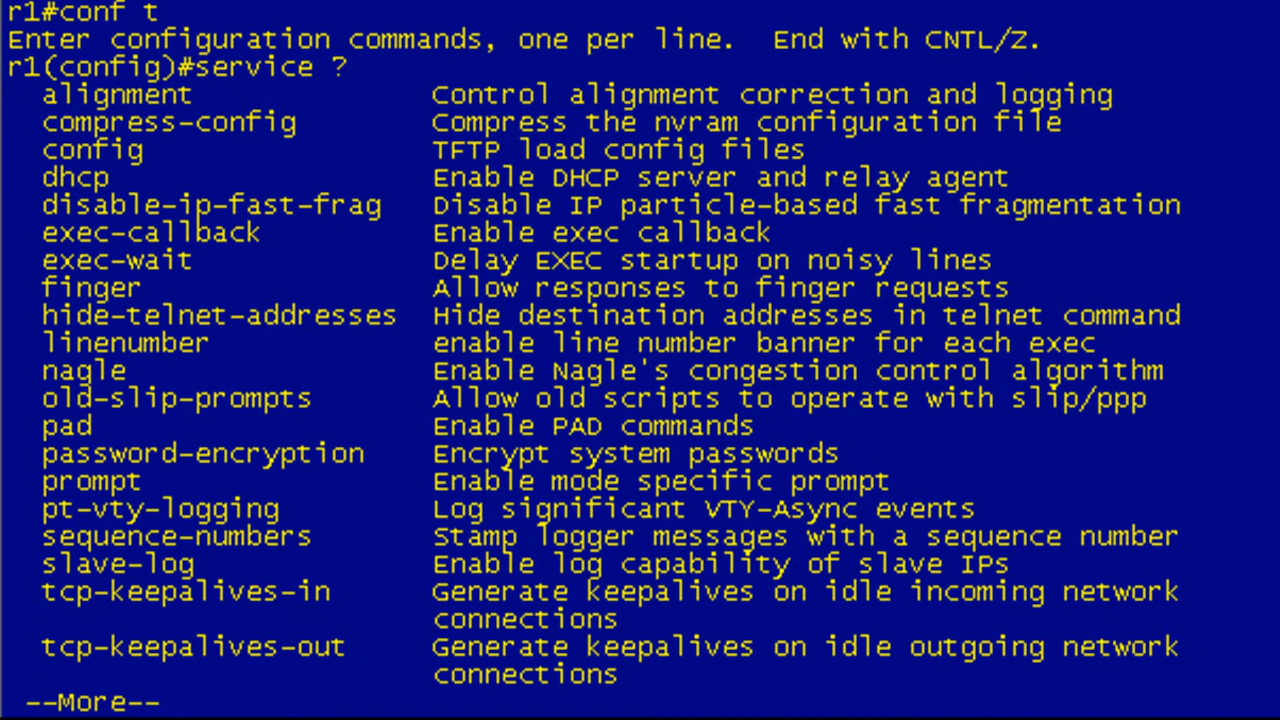 r1#conf t
Enter configuration commands, one per line.  End with CNTL/Z.
r1(config)#service ?
  alignment              Control alignment correction and logging
  compress-config        Compress the nvram configuration file
  config                 TFTP load config files
  dhcp                   Enable DHCP server and relay agent
  disable-ip-fast-frag   Disable IP particle-based fast fragmentation
  exec-callback          Enable exec callback
  exec-wait              Delay EXEC startup on noisy lines
  finger                 Allow responses to finger requests
  hide-telnet-addresses  Hide destination addresses in telnet command
  linenumber             enable line number banner for each exec
  nagle                  Enable Nagle's congestion control algorithm
  old-slip-prompts       Allow old scripts to operate with slip/ppp
  pad                    Enable PAD commands
  password-encryption    Encrypt system passwords
  prompt                 Enable mode specific prompt
  pt-vty-logging         Log significant VTY-Async events
  sequence-numbers       Stamp logger messages with a sequence number
  slave-log              Enable log capability of slave IPs
  tcp-keepalives-in      Generate keepalives on idle incoming network
                         connections
  tcp-keepalives-out     Generate keepalives on idle outgoing network
                         connections
 --More--